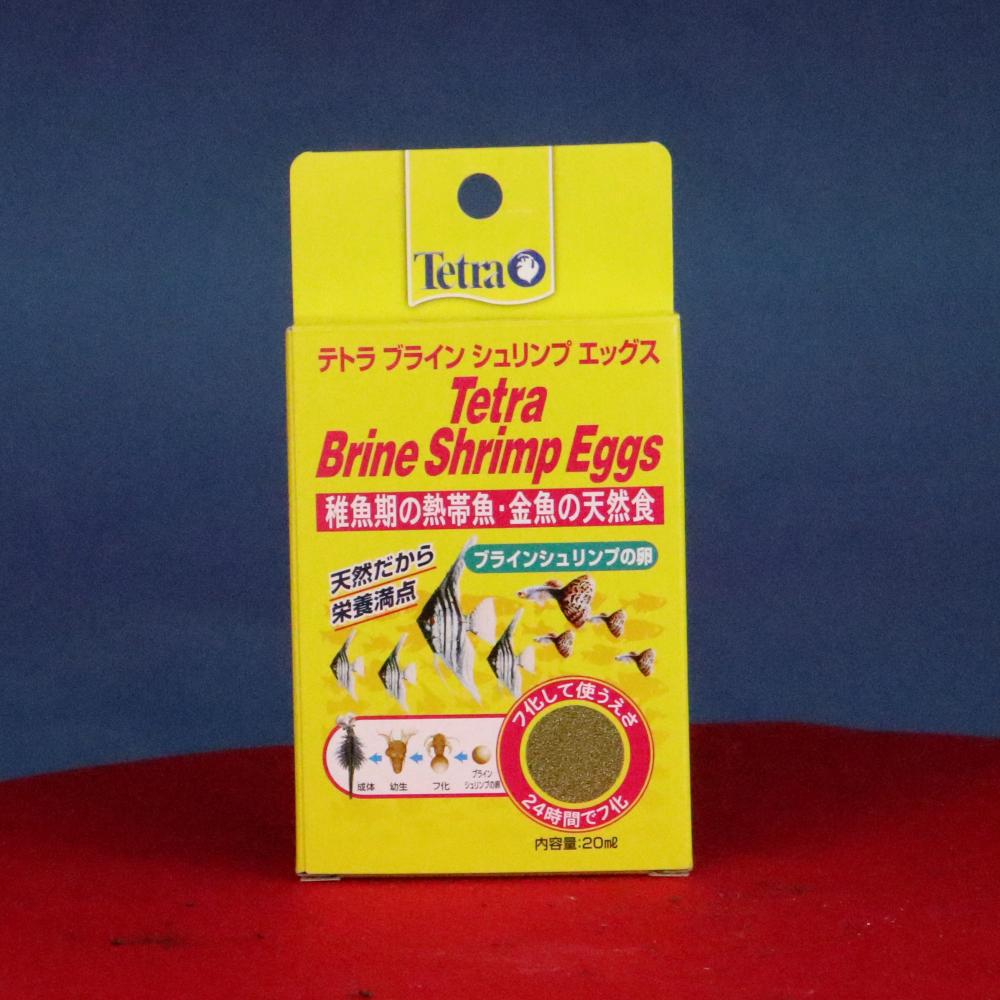 Tetra
テトラ ブライン シュリンプ エッグス
Tetra
Brine Shrimp Eggs
稚魚期の熱帯魚・金魚の天然食
天然だから
栄養満点
ブラインシュリンプの卵
フ化して使うえさ
24時間でフ化
成体
幼生
フ化
ブライン
シュリンプの卵
内容量:20㎖